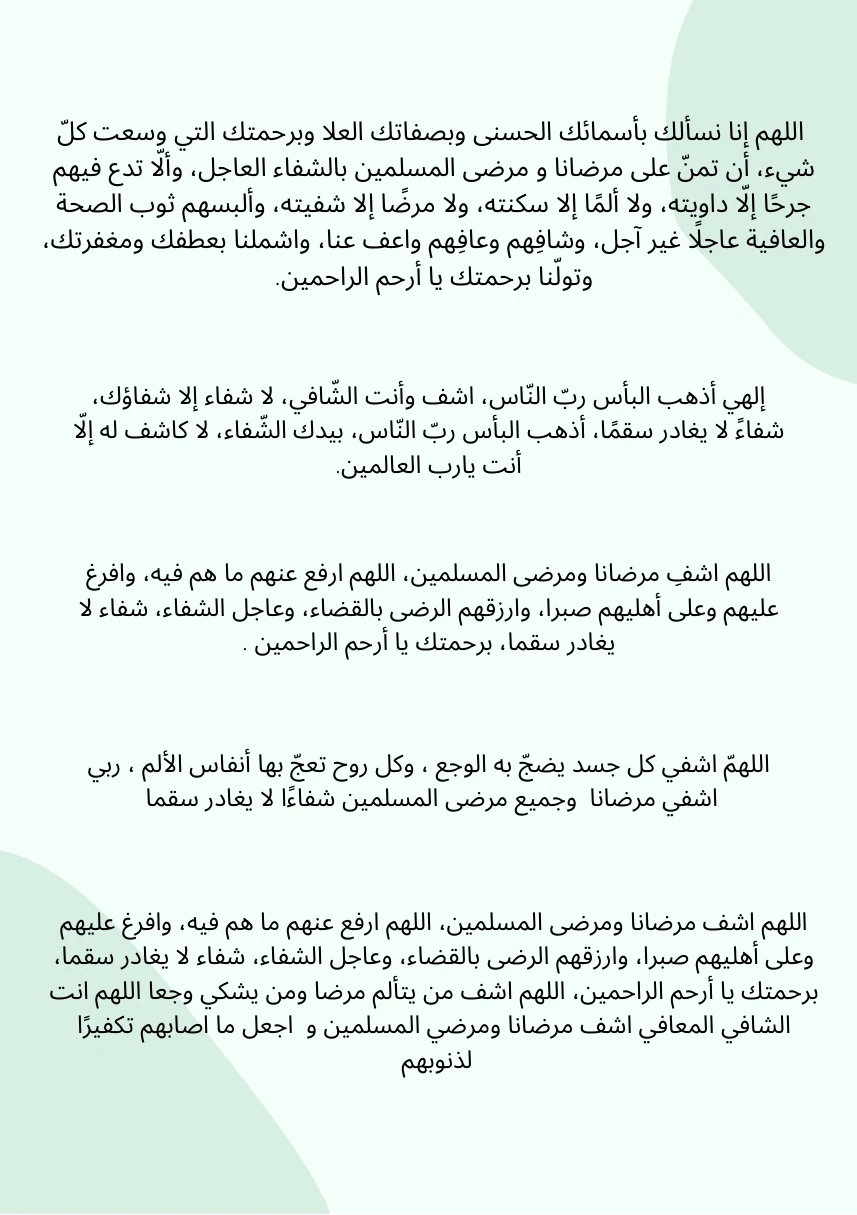 اللهم إنا نسألك بأسمائك الحسنى وبصفاتك العلا وبرحمتك التي وسعت كلّ
شيء، أن تمنّ على مرضانا و مرضى المسلمين بالشفاء العاجل، وألّا تدع فيهم
جرحًا إلّا داويته، ولا ألمًا إلا سكنته، ولا مرضًا إلا شفيته، وألبسهم ثوب الصحة
والعافية عاجلًا غير آجل، وشافِهم وعافِهم واعف عنا، واشملنا بعطفك ومغفرتك،
وتولّنا برحمتك يا أرحم الراحمين.
إلهي أذهب البأس ربّ النّاس، اشف وأنت الشّافي، لا شفاء إلا شفاؤك،
شفاءً لا يغادر سقمًا، أذهب البأس ربّ النّاس، بيدك الشّفاء، لا كاشف له إلّا
أنت يارب العالمين.
اللهم اشفِ مرضانا ومرضى المسلمين، اللهم ارفع عنهم ما هم فيه، وافرغ
عليهم وعلى أهليهم صبرا، وارزقهم الرضى بالقضاء، وعاجل الشفاء، شفاء لا
يغادر سقما، برحمتك يا أرحم الراحمين .
اللهمّ اشفي كل جسد يضجّ به الوجع ، وكل روح تعجّ بها أنفاس الألم ، ربي
اشفي مرضانا  وجميع مرضى المسلمين شفاءًا لا يغادر سقما
اللهم اشف مرضانا ومرضى المسلمين، اللهم ارفع عنهم ما هم فيه، وافرغ عليهم
وعلى أهليهم صبرا، وارزقهم الرضى بالقضاء، وعاجل الشفاء، شفاء لا يغادر سقما،
برحمتك يا أرحم الراحمين، اللهم اشف من يتألم مرضا ومن يشكي وجعا اللهم انت
الشافي المعافي اشف مرضانا ومرضي المسلمين و  اجعل ما اصابهم تكفيرًا
لذنوبهم